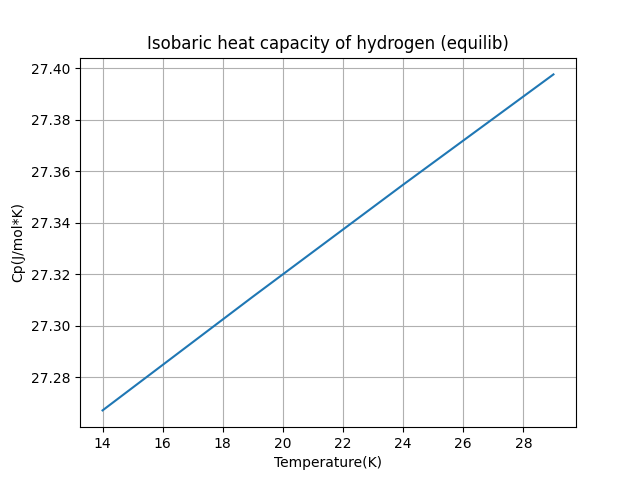 Isobaric heat capacity of hydrogen (equilib)
27.40
27.38
27.36
27.34
27.32
27.30
27.28
Cp(J/mol*K)
14 16 18 20 22 24 26 28
Temperature(K)